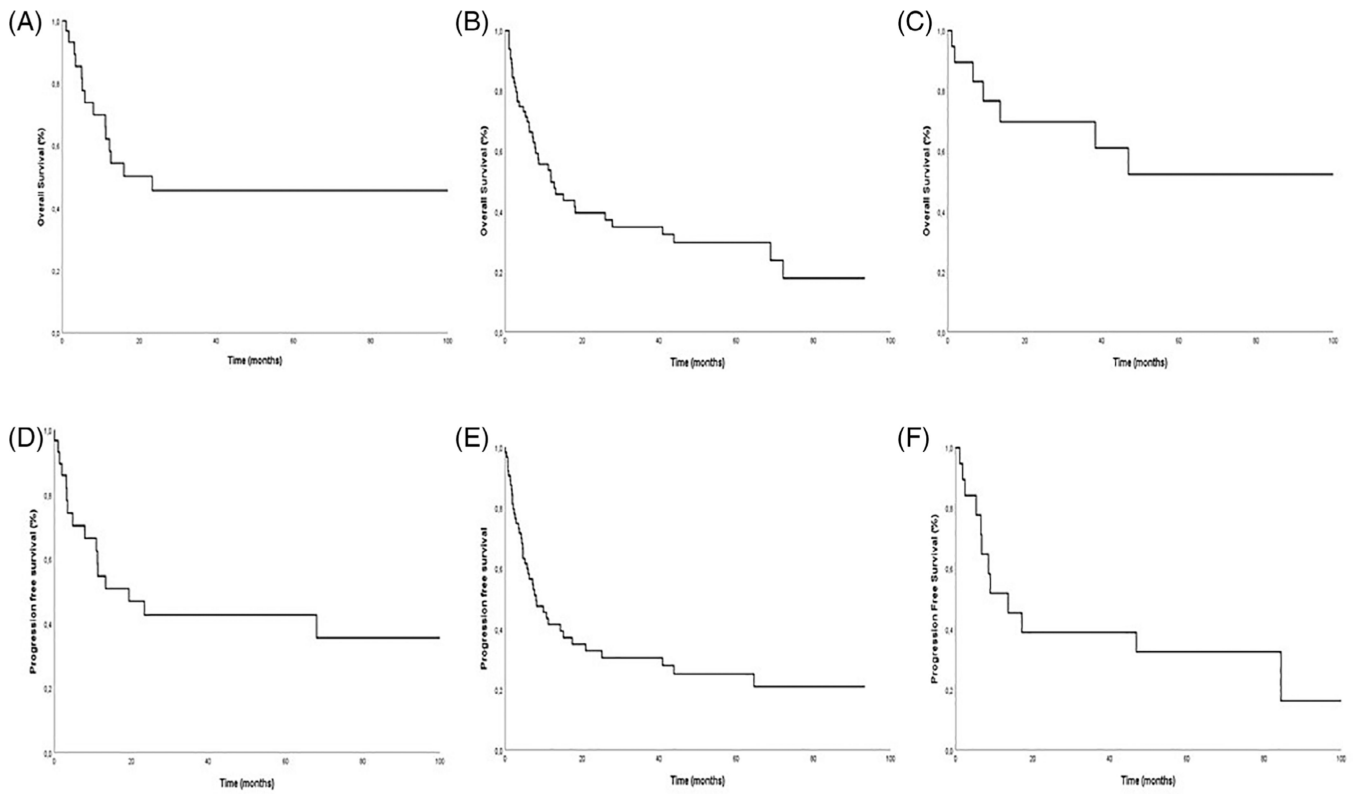 (A)
1,0
0,8
0,6
0,4
0,2
0,0
Overall Survival (%)
0 20 40 60 80 100
Time (months)
(B)
1,0
0,8
0,6
0,4
0,2
0,0
Overall Survival (%)
0 20 40 60 80 100
Time (months)
(C)
1,0
0,8
0,6
0,4
0,2
0,0
Overall Survival (%)
0 20 40 60 80 100
Time (months)
(D)
1,0
0,8
0,6
0,4
0,2
0,0
Progression free survival (%)
0 20 40 60 80 100
Time (months)
(E)
1,0
0,8
0,6
0,4
0,2
0,0
Progression free survival
0 20 40 60 80 100
Time (months)
(F)
1,0
0,8
0,6
0,4
0,2
0,0
Progression Free Survival (%)
0 20 40 60 80 100
Time (months)